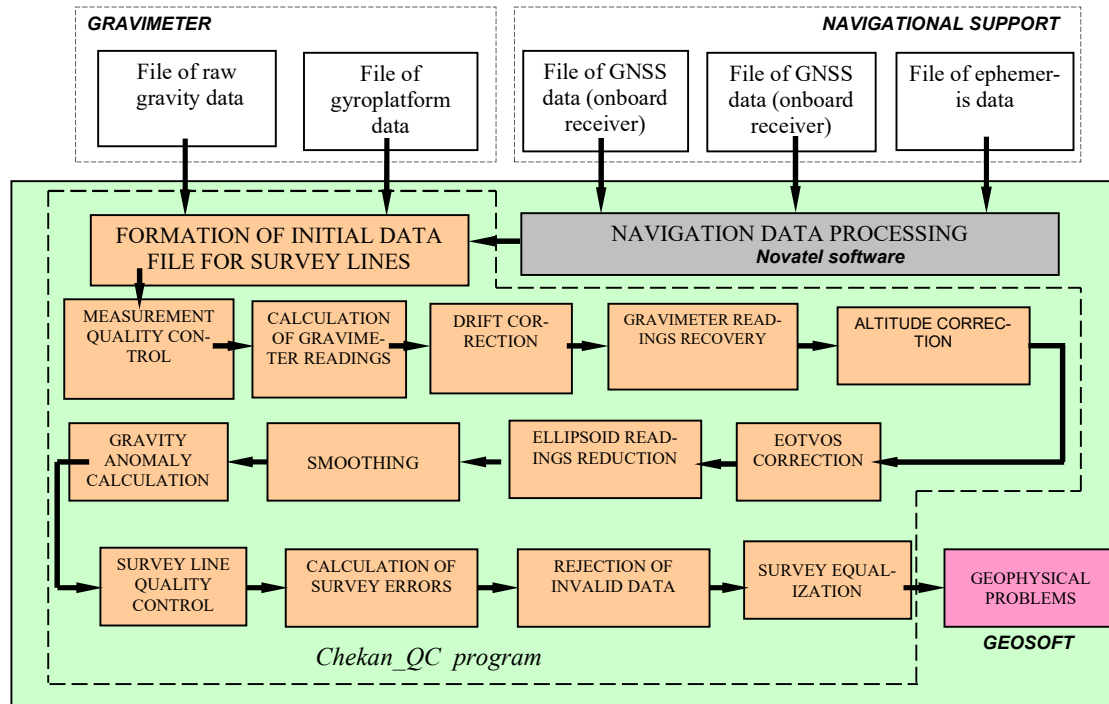 GRAVIMETER
NAVIGATIONAL SUPPORT
File of raw
gravity data
File of
gyroplatform
data
File of GNSS
data (onboard
receiver)
File of GNSS
data (onboard
receiver)
File of ephemer-
is data
FORMATION OF INITIAL DATA
FILE FOR SURVEY LINES
NAVIGATION DATA PROCESSING
Novatel software
MEASUREMENT
QUALITY CON-
TROL
CALCULATION
OF GRAVIME-
TER READINGS
DRIFT COR-
RECTION
GRAVIMETER READ-
INGS RECOVERY
ALTITUDE CORREC-
TION
GRAVITY
ANOMALY
CALCULATION
SMOOTHING
ELLIPSOID READ-
INGS REDUCTION
EOTVOS
CORRECTION
SURVEY LINE
QUALITY
CONTROL
CALCULATION OF
SURVEY ERRORS
REJECTION OF
INVALID DATA
SURVEY EQUAL-
IZATION
GEOPHYSICAL
PROBLEMS
GEOSOFT
Chekan_QC program